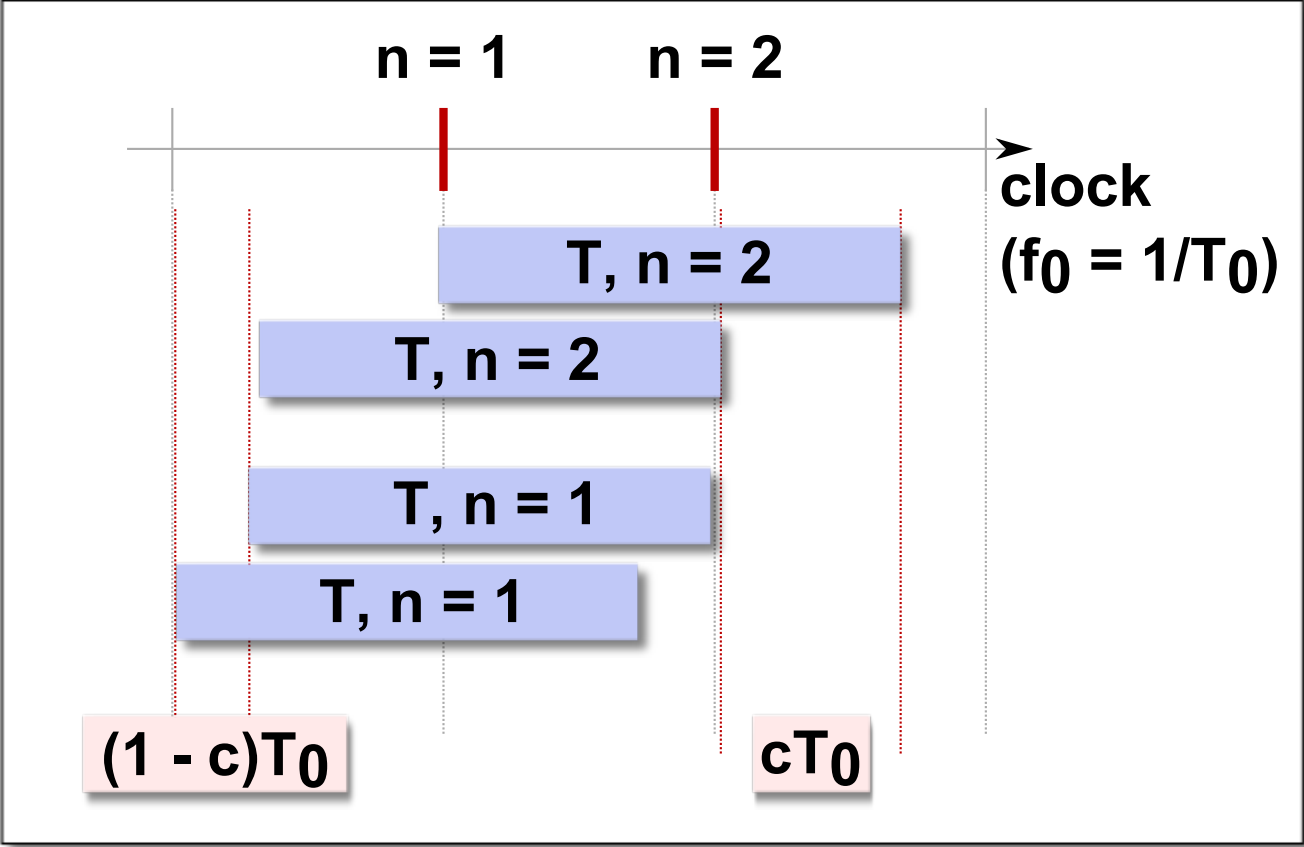 n = 1
n = 2
clock
(f0 = 1/T0)
T, n = 2
T, n = 2
T, n = 1
T, n = 1
(1 - c)T0
cT0